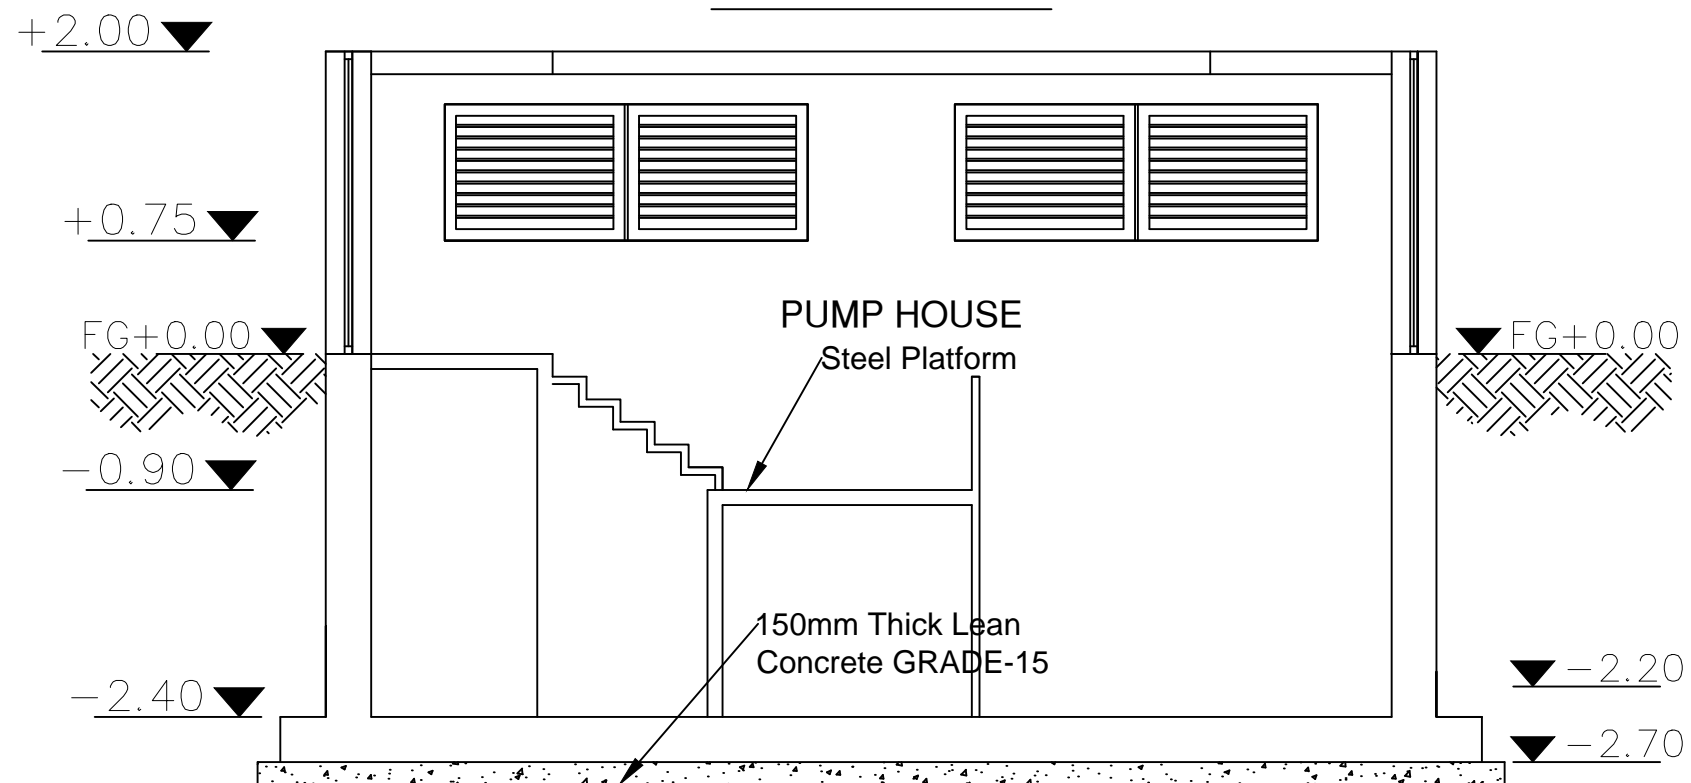 +2.00
+0.75
PUMP HOUSE
FG+0.00
FG+0.00
Steel Platform
-0.90
150mm Thick Lean
Concrete GRADE-15
-2.20
-2.40
-2.70